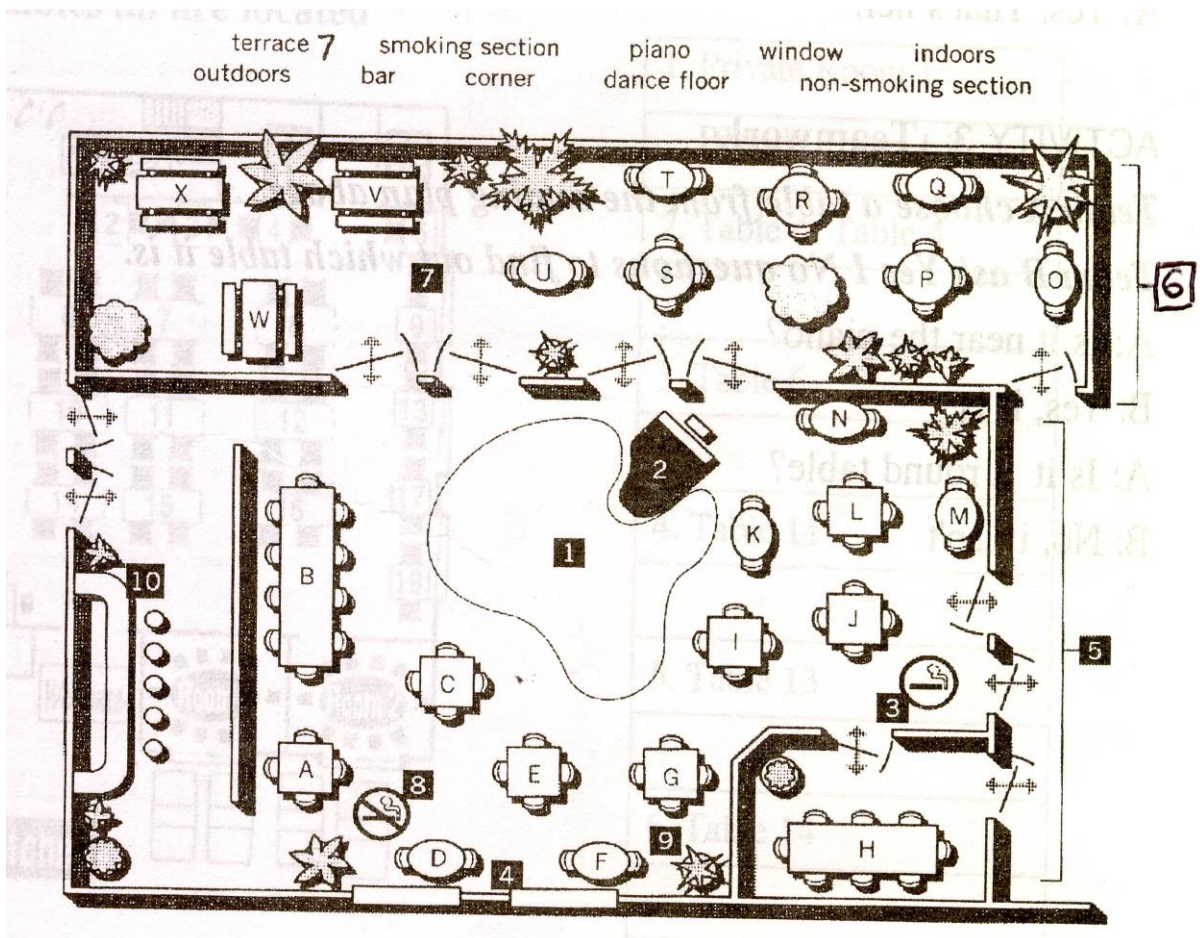 terrace 7 smoking section piano window indoors
outdoors bar corner dance floor non-smoking section
X V T R Q
7 U S P O
6
W
N
2
L M
1 K
B
10
I J 5
C
3
A E G
8
9 H
D 4 F